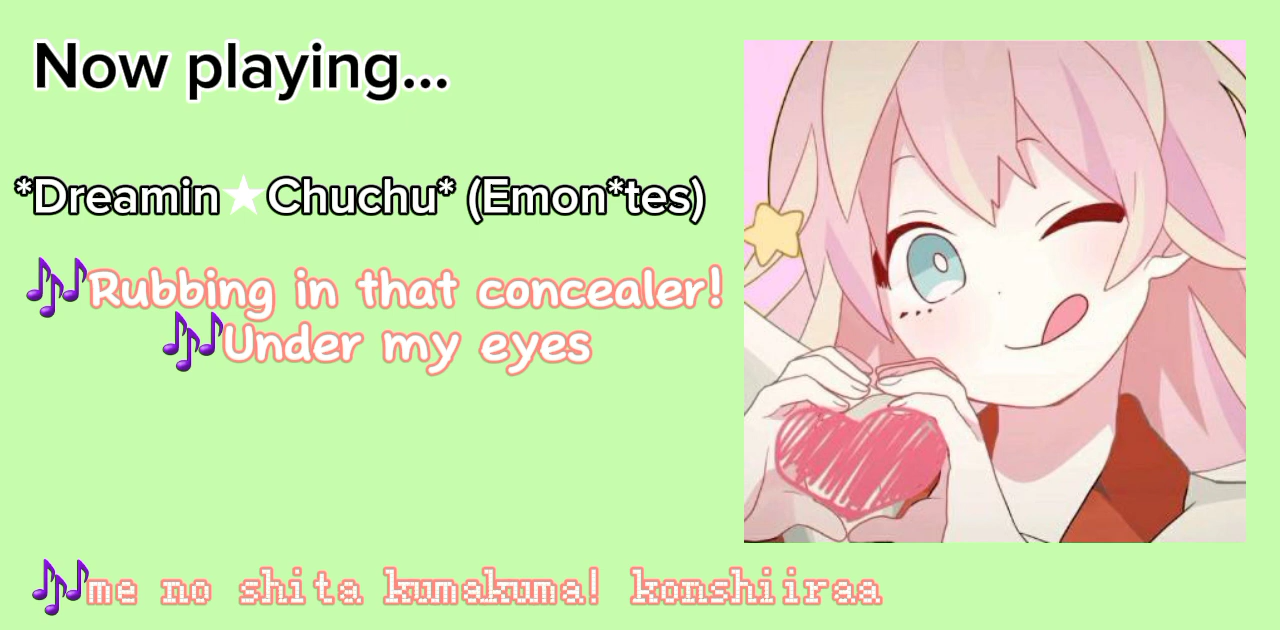 Now playing...
*Dreamin★Chuchu* (Emon*tes)
🎶Rubbing in that concealer!
🎶Under my eyes
🎶me no shita kumakuma! konshiiraa